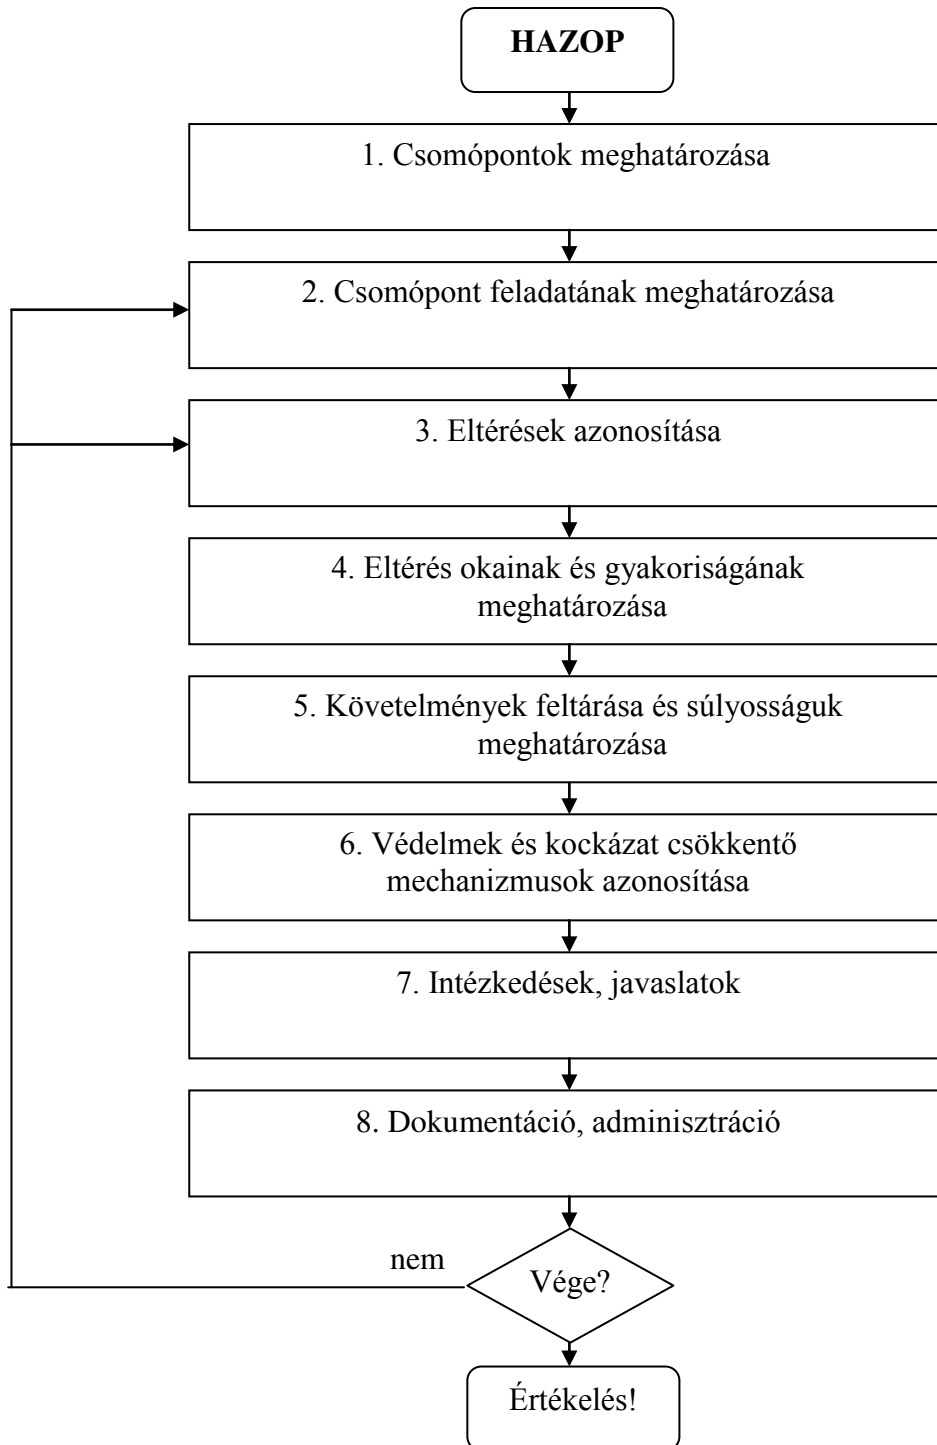 HAZOP
1. Csomópontok meghatározása
2. Csomópont feladatának meghatározása
3. Eltérések azonosítása
4. Eltérés okainak és gyakoriságának
meghatározása
5. Követelmények feltárása és súlyosságuk
meghatározása
6. Védelmek és kockázat csökkentő
mechanizmusok azonosítása
7. Intézkedések, javaslatok
8. Dokumentáció, adminisztráció
nem
Vége?
Értékelés!